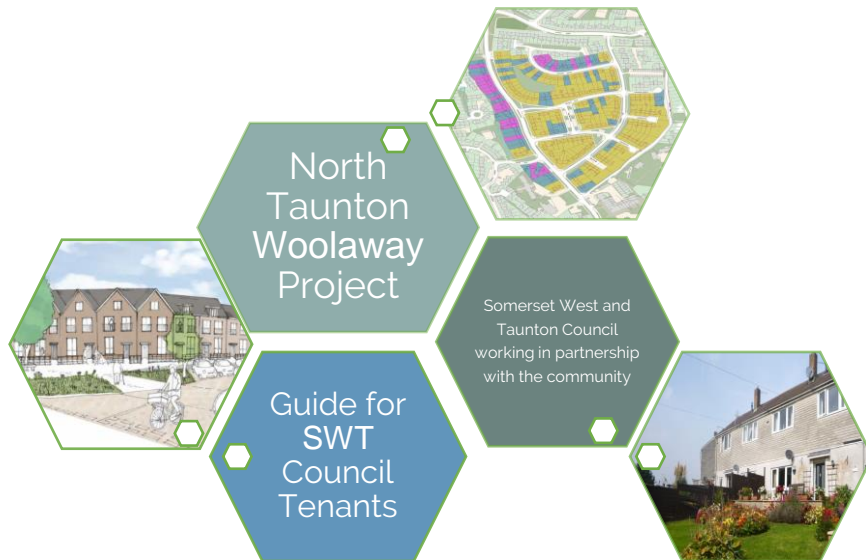 North
Taunton
Woolaway
Project
Somerset West and
Taunton Council
working in partnership
with the community
Guide for
SWT
Council
Tenants